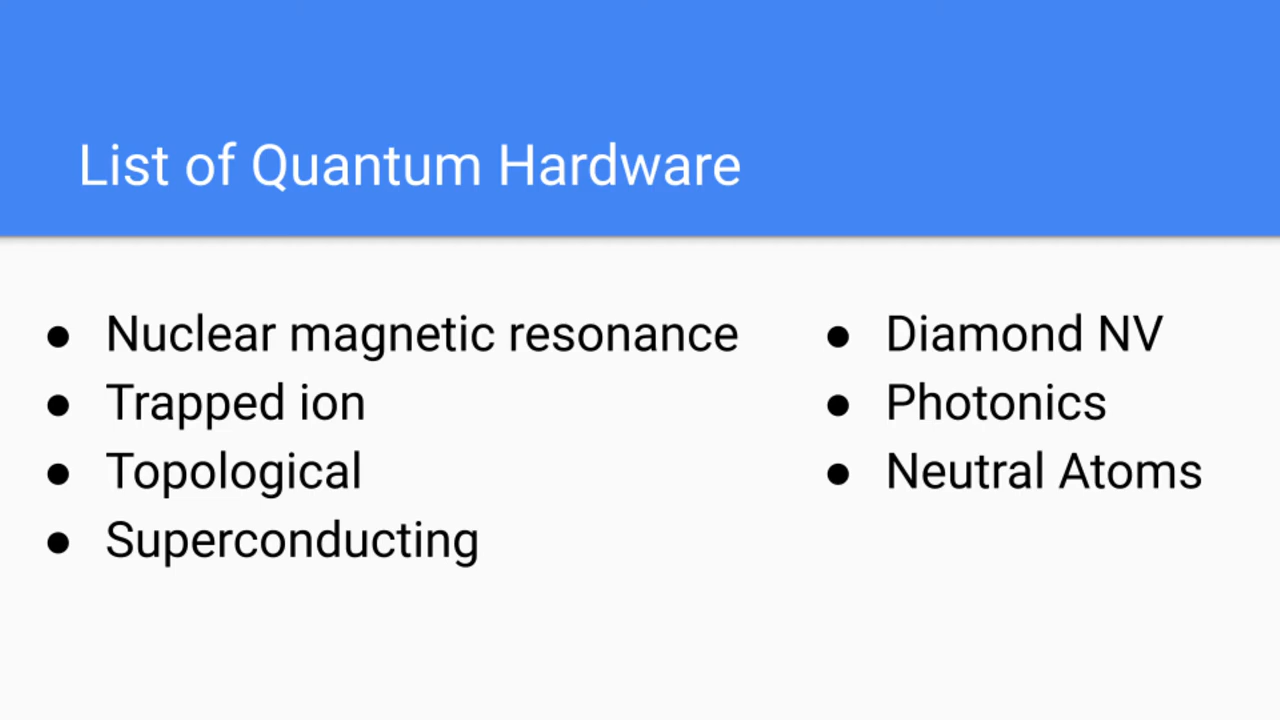 List of Quantum Hardware
● Nuclear magnetic resonance
● Trapped ion
● Topological
● Superconducting
● Diamond NV
● Photonics
● Neutral Atoms